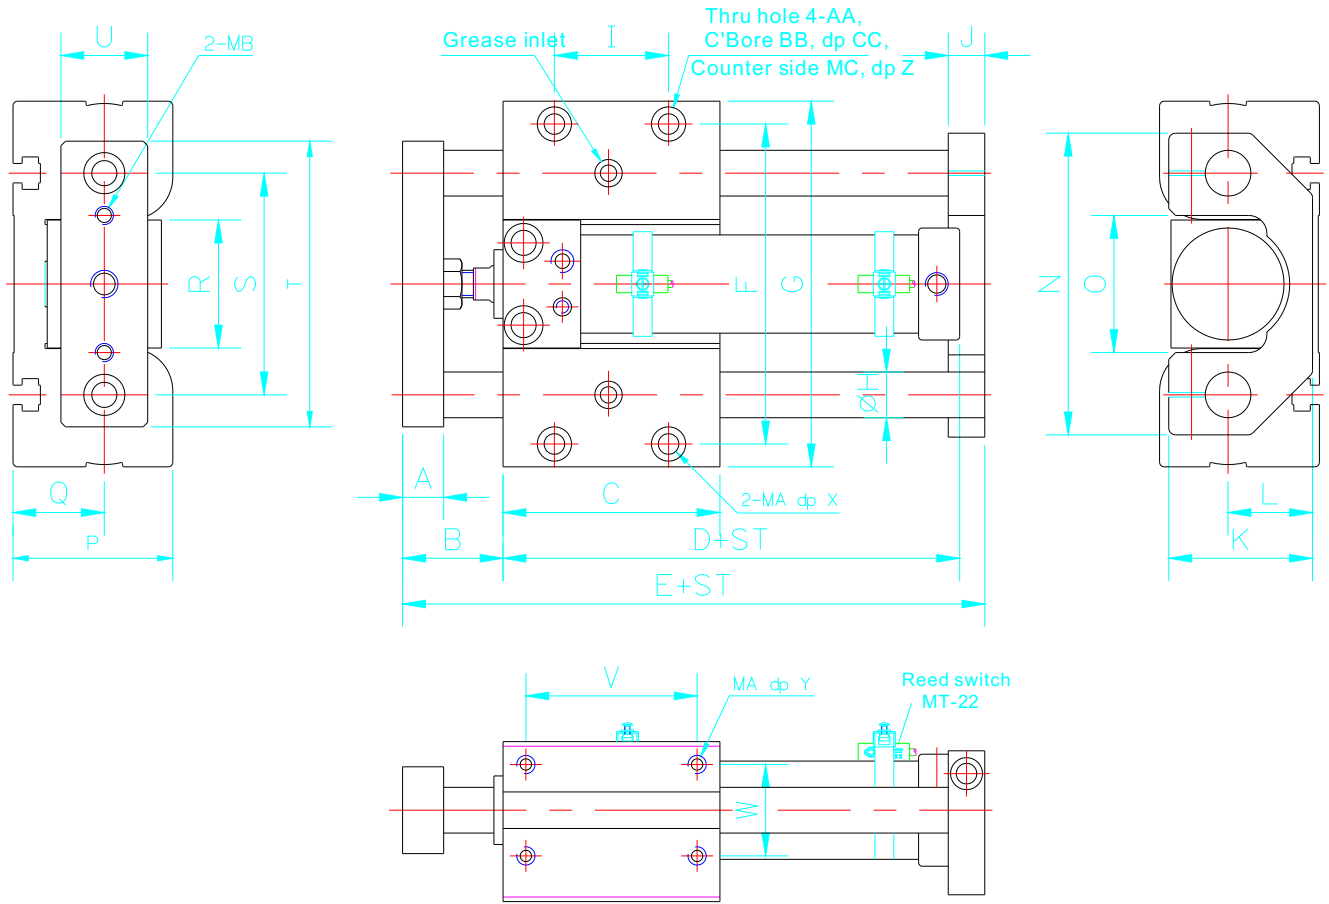 U
2-MB
Grease inlet
I
Thru hole 4-AA,
C'Bore BB, dp CC,
Counter side MC, dp Z
J
R
S
T
F
G
N
O
ØH
Q
P
A
B
C
2-MA dp X
D+ST
E+ST
L
K
V
MA dp Y
Reed switch
MT-22
W